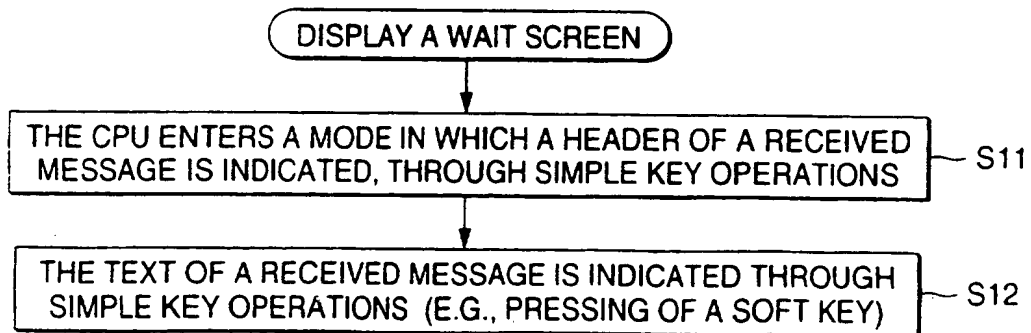 DISPLAY A WAIT SCREEN
THE CPU ENTERS A MODE IN WHICH A HEADER OF A RECEIVED
MESSAGE IS INDICATED, THROUGH SIMPLE KEY OPERATIONS
S11
THE TEXT OF A RECEIVED MESSAGE IS INDICATED THROUGH
SIMPLE KEY OPERATIONS (E.G., PRESSING OF A SOFT KEY)
S12